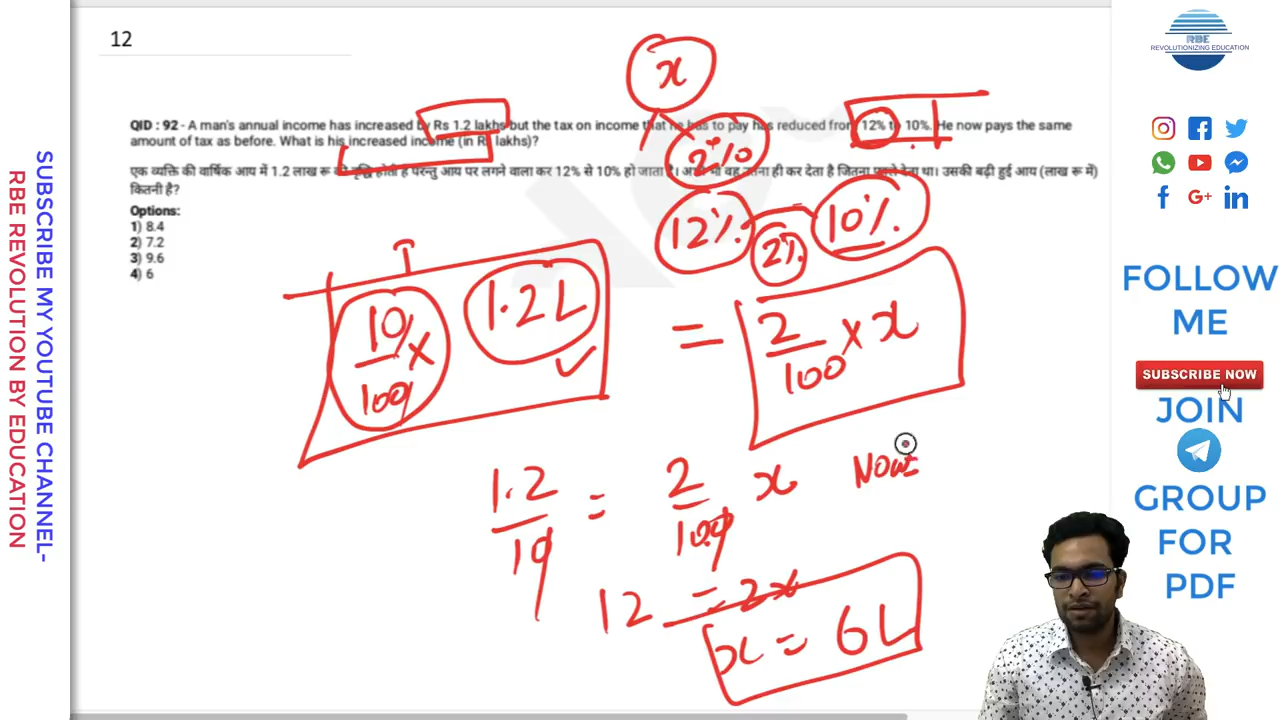 12
QID : 92 - A man's annual income has increased by Rs 1.2 lakhs but the tax on income that he has to pay has reduced from 12% to 10%. He now pays the same
amount of tax as before. What is his increased income (in Rs lakhs)?
एक व्यक्ति की वार्षिक आय में 1.2 लाख रू की वृद्धि होती है परन्तु आय पर लगने वाला कर 12% से 10% हो जाता है। अभी भी वह उतना ही कर देता है जितना पहले देता था। उसकी बढ़ी हुई आय (लाख रू में)
कितनी है?
Options:
1) 8.4
2) 7.2
3) 9.6
4) 6
x
2%
12% 2% 10%
10/100 × 1.2L = 2/100 × x
1.2/10 = 2/100 x
Now
12 = 2x
x = 6L
SUBSCRIBE MY YOUTUBE CHANNEL-
RBE REVOLUTION BY EDUCATION
RBE
REVOLUTIONIZING EDUCATION
FOLLOW
ME
SUBSCRIBE NOW
JOIN
GROUP
FOR
PDF